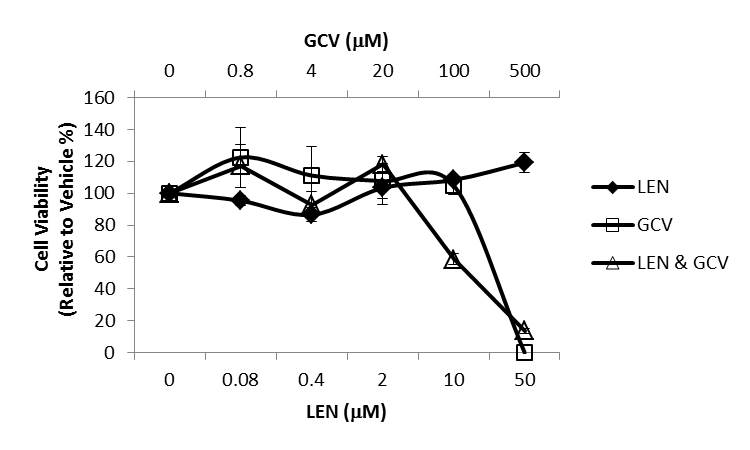 GCV (μM)
0 0.8 4 20 100 500
160
140
120
100
80
60
40
20
0
Cell Viability
(Relative to Vehicle %)
0 0.08 0.4 2 10 50
LEN (μM)
LEN
GCV
LEN & GCV